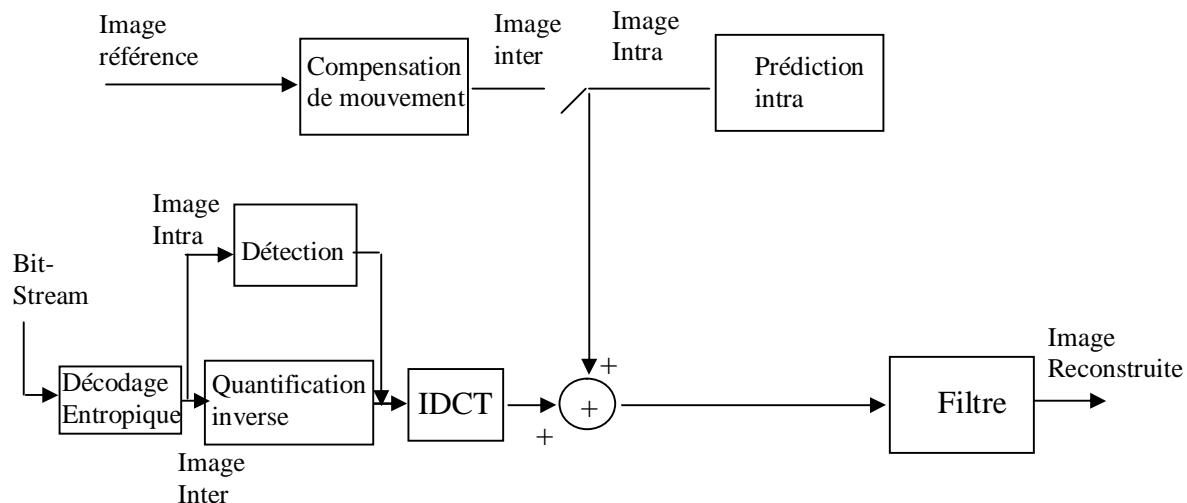 Image
référence
Compensation
de mouvement
Image
inter
Image
Intra
Prédiction
intra
Image
Intra
Détection
Bit-
Stream
Décodage
Entropique
Quantification
inverse
Image
Inter
IDCT
+
+
+
Filtre
Image
Reconstruite